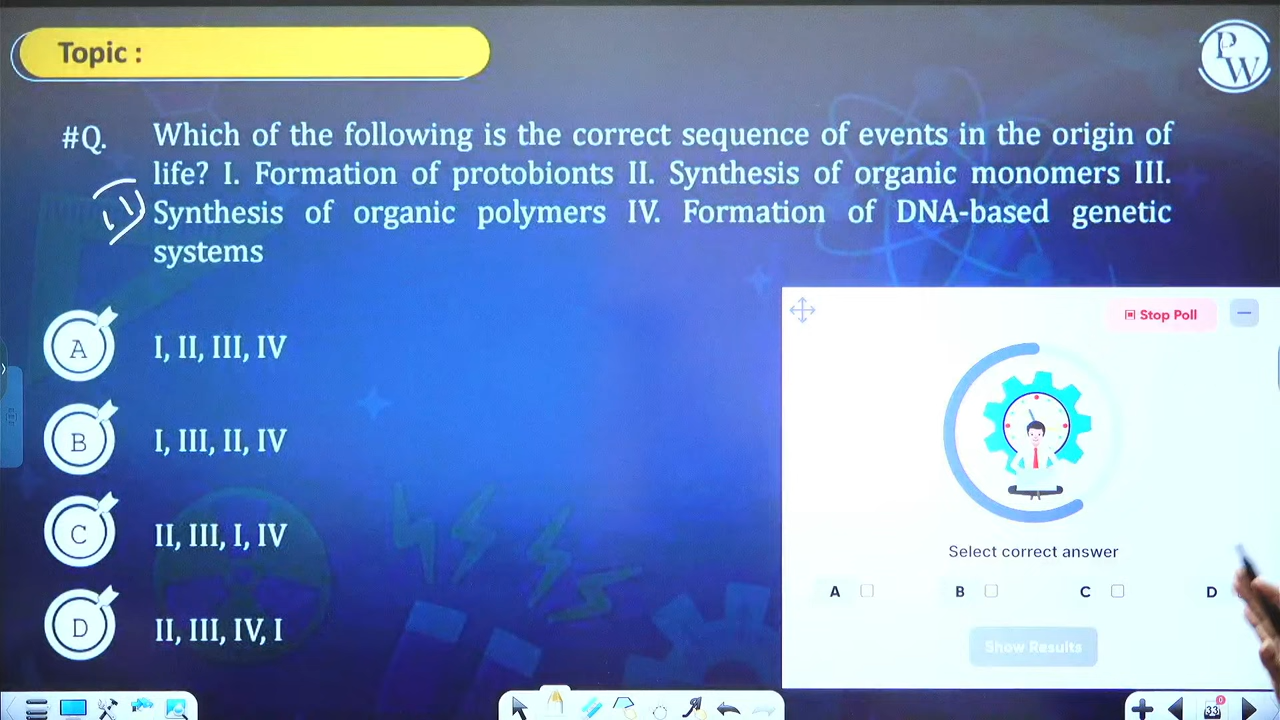 Topic :
PW
#Q. Which of the following is the correct sequence of events in the origin of
life? I. Formation of protobionts II. Synthesis of organic monomers III.
Synthesis of organic polymers IV. Formation of DNA-based genetic
systems
11
A I, II, III, IV
B I, III, II, IV
C II, III, I, IV
D II, III, IV, I
Stop Poll
Select correct answer
A B C D
Show Results
33